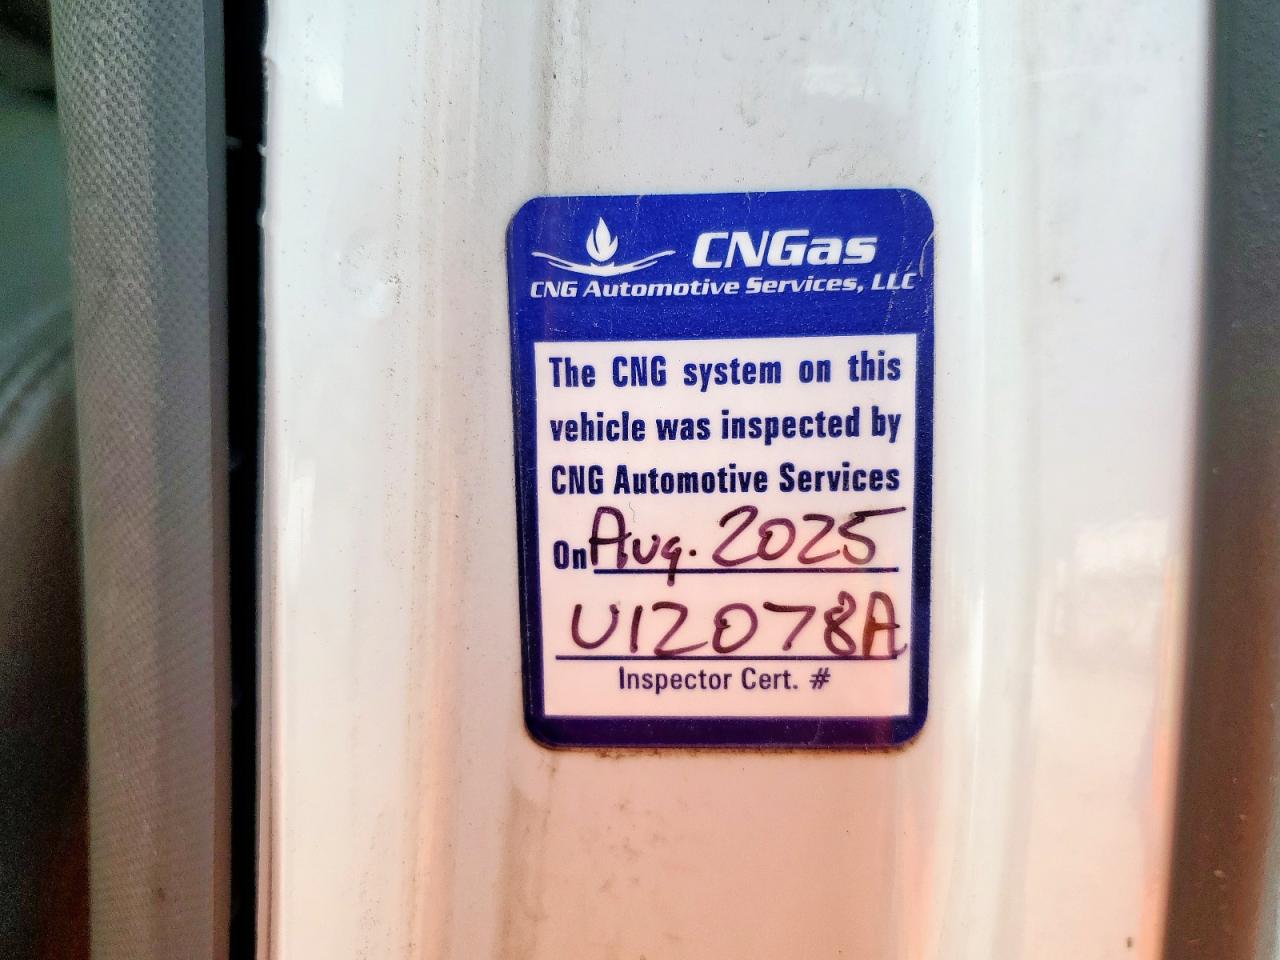 CNGas
CNG Automotive Services, LLC
The CNG system on this
vehicle was inspected by
CNG Automotive Services
On Aug. 2025
U12078A
Inspector Cert. #